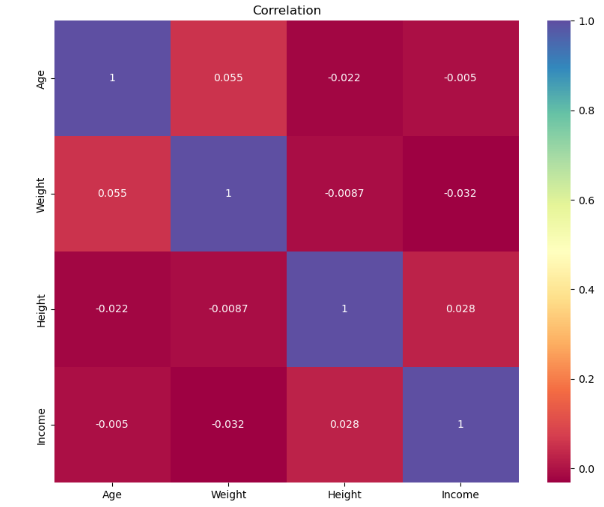 Correlation
Age 1 0.055 -0.022 -0.005
Weight 0.055 1 -0.0087 -0.032
Height -0.022 -0.0087 1 0.028
Income -0.005 -0.032 0.028 1
Age Weight Height Income
1.0
0.8
0.6
0.4
0.2
0.0